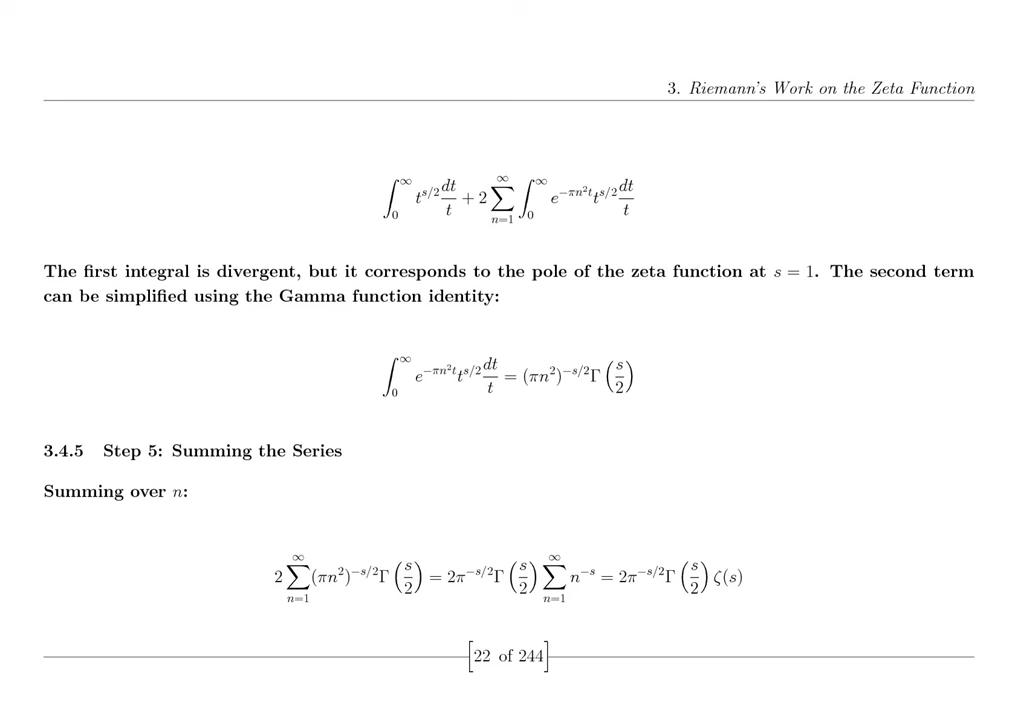 3. Riemann's Work on the Zeta Function
∫₀^∞ t^{s/2} dt/t + 2 ∑_{n=1}^∞ ∫₀^∞ e^{−πn²t} t^{s/2} dt/t
The first integral is divergent, but it corresponds to the pole of the zeta function at s = 1. The second term
can be simplified using the Gamma function identity:
∫₀^∞ e^{−πn²t} t^{s/2} dt/t = (πn²)^{−s/2} Γ(s/2)
3.4.5 Step 5: Summing the Series
Summing over n:
2 ∑_{n=1}^∞ (πn²)^{−s/2} Γ(s/2) = 2π^{−s/2} Γ(s/2) ∑_{n=1}^∞ n^{−s} = 2π^{−s/2} Γ(s/2) ζ(s)
[22 of 244]